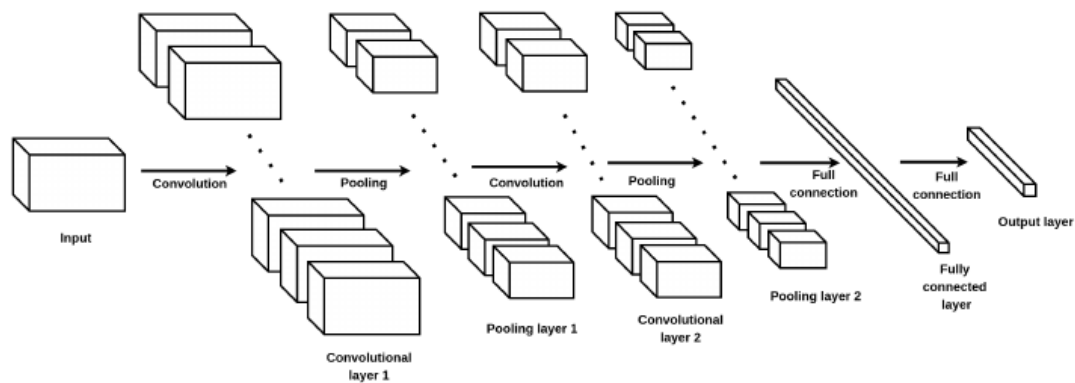 Convolution
Pooling
Convolution
Pooling
Full
connection
Full
connection
Input
Output layer
Fully
connected
layer
Pooling layer 2
Pooling layer 1
Convolutional
layer 2
Convolutional
layer 1